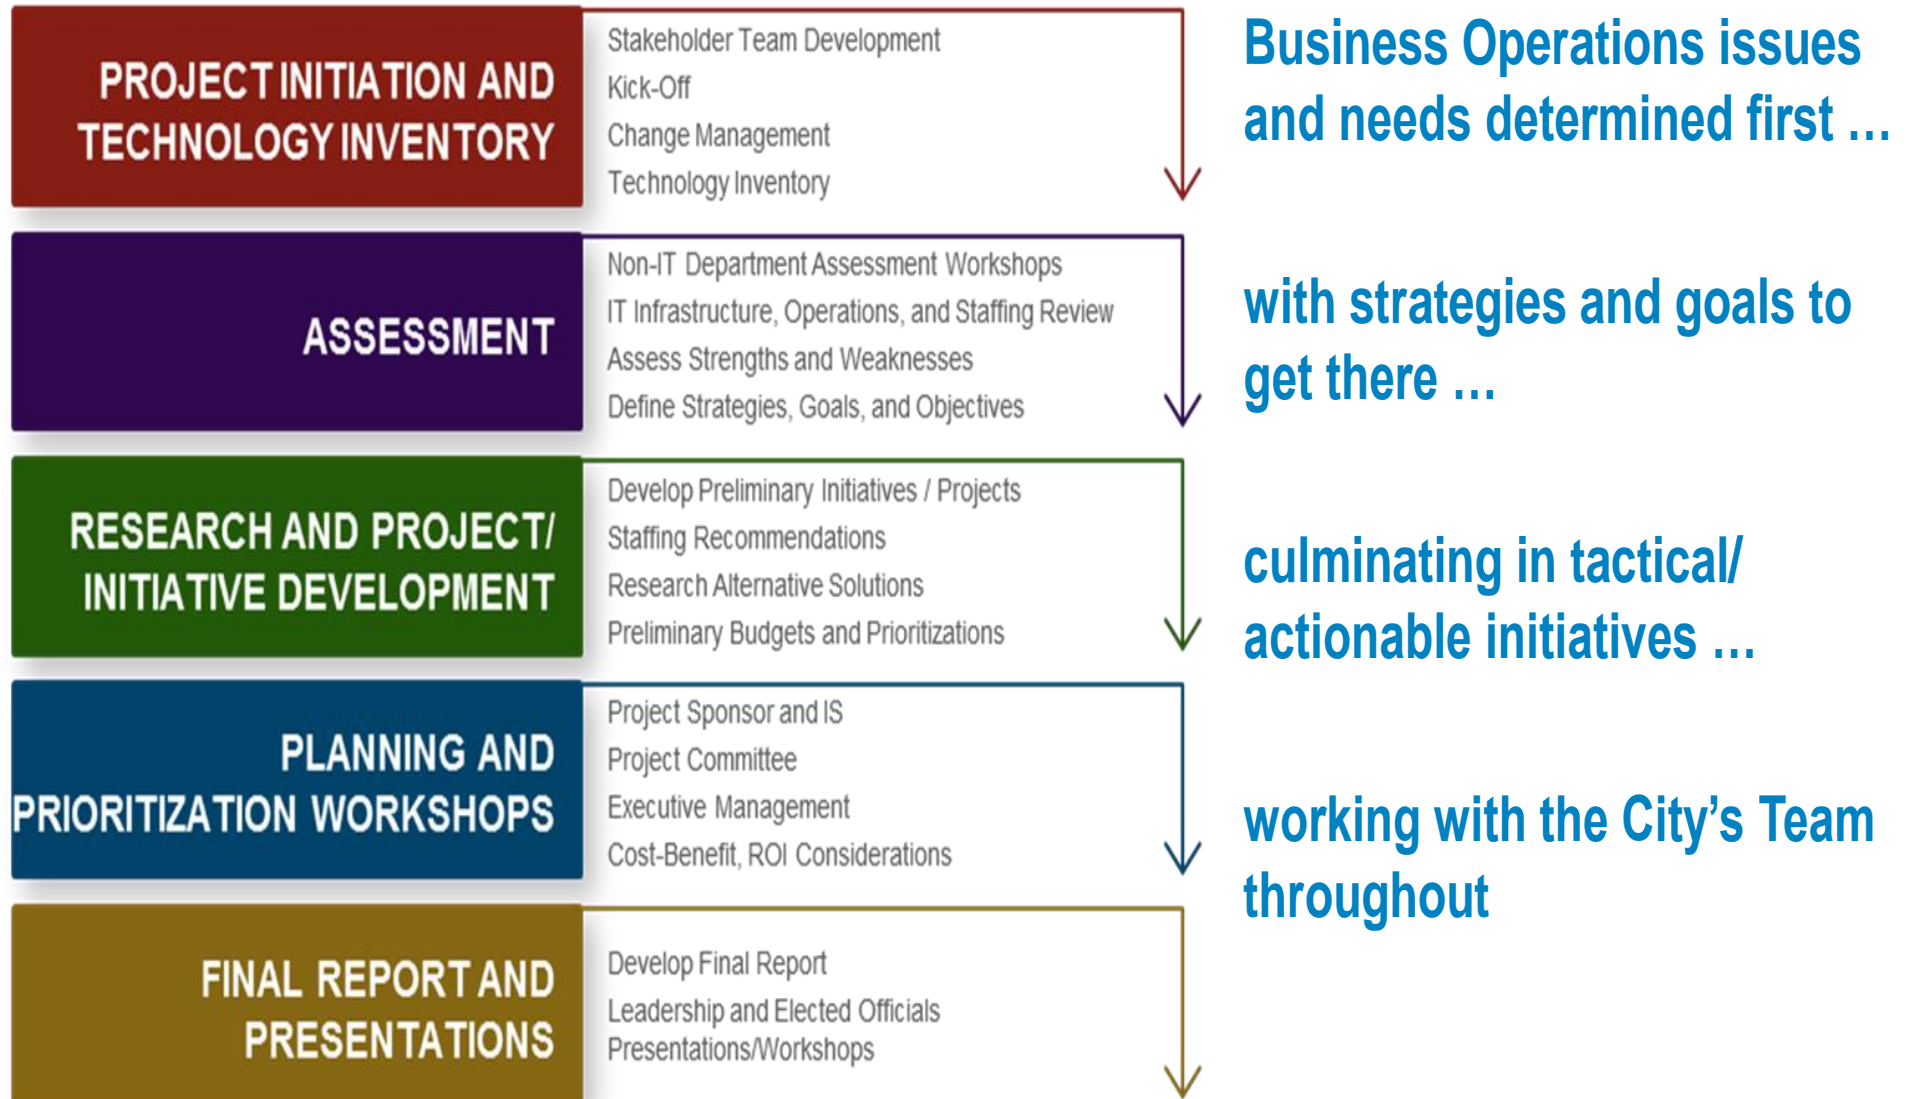 PROJECT INITIATION AND
TECHNOLOGY INVENTORY
Stakeholder Team Development
Kick-Off
Change Management
Technology Inventory
Business Operations issues
and needs determined first …
ASSESSMENT
Non-IT Department Assessment Workshops
IT Infrastructure, Operations, and Staffing Review
Assess Strengths and Weaknesses
Define Strategies, Goals, and Objectives
with strategies and goals to
get there …
RESEARCH AND PROJECT/
INITIATIVE DEVELOPMENT
Develop Preliminary Initiatives / Projects
Staffing Recommendations
Research Alternative Solutions
Preliminary Budgets and Prioritizations
culminating in tactical/
actionable initiatives …
PLANNING AND
PRIORITIZATION WORKSHOPS
Project Sponsor and IS
Project Committee
Executive Management
Cost-Benefit, ROI Considerations
working with the City’s Team
throughout
FINAL REPORT AND
PRESENTATIONS
Develop Final Report
Leadership and Elected Officials
Presentations/Workshops